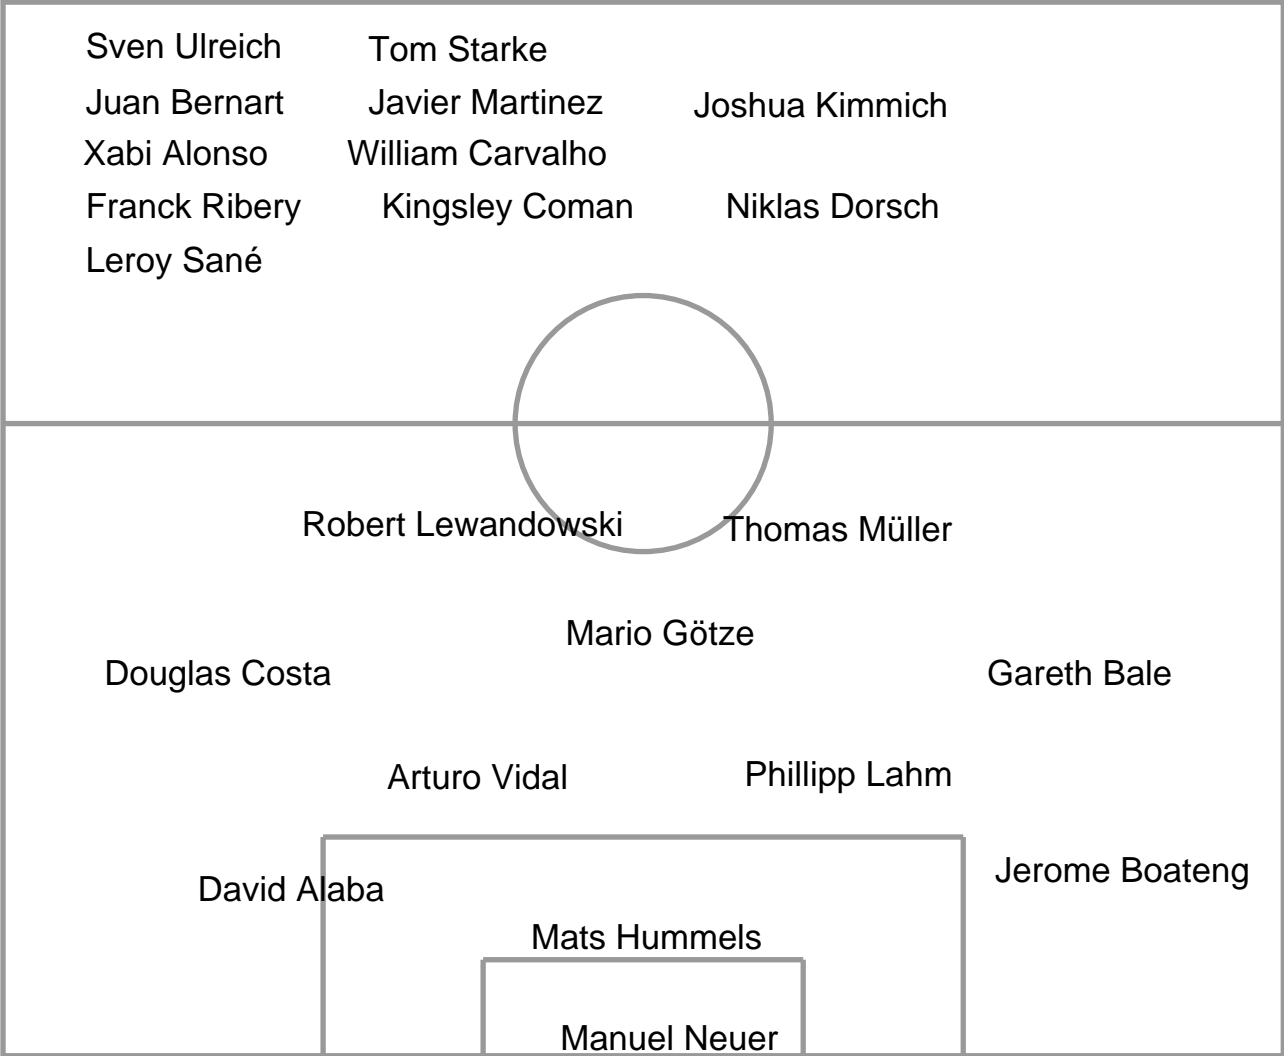 Sven Ulreich Tom Starke
Juan Bernart Javier Martinez Joshua Kimmich
Xabi Alonso William Carvalho
Franck Ribery Kingsley Coman Niklas Dorsch
Leroy Sané
Robert Lewandowski Thomas Müller
Mario Götze
Douglas Costa Gareth Bale
Arturo Vidal Phillipp Lahm
David Alaba Jerome Boateng
Mats Hummels
Manuel Neuer